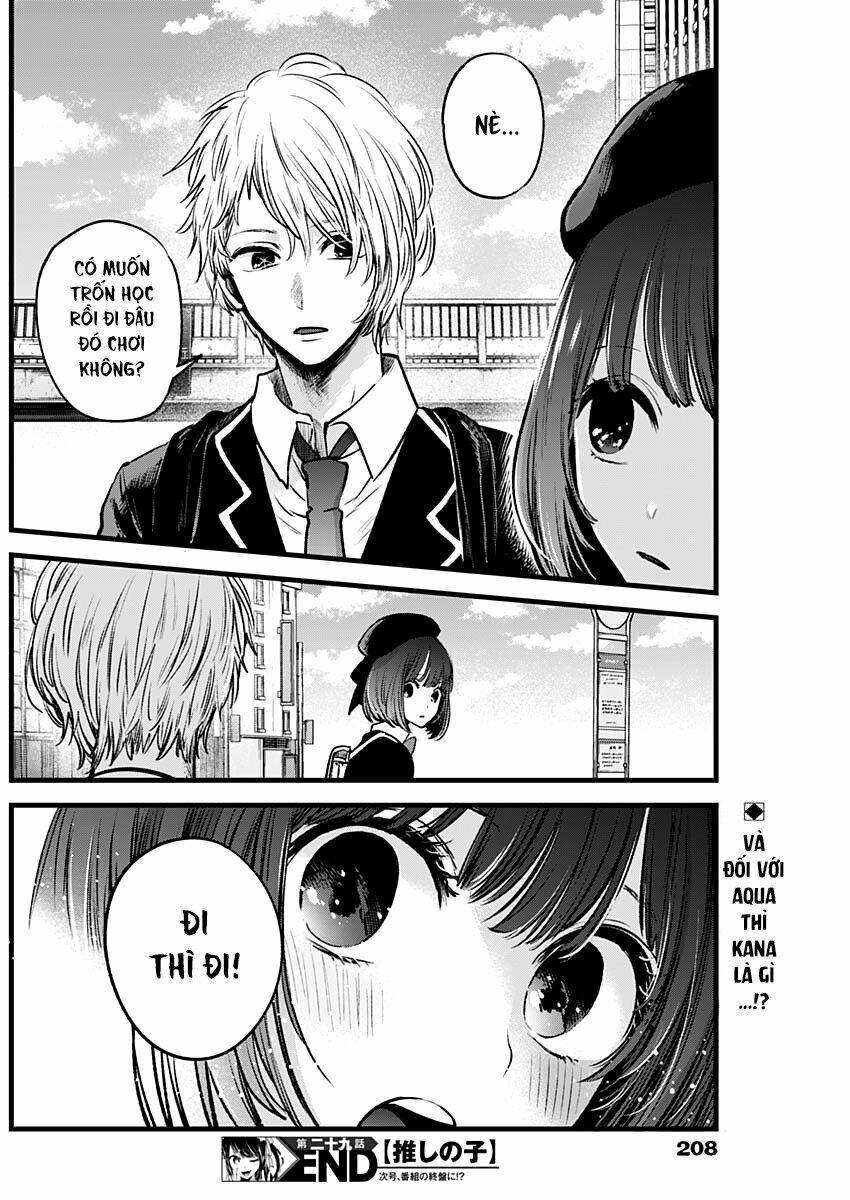 NÈ...
CÓ MUỐN
TRỐN HỌC
RỒI ĐI ĐÂU
ĐÓ CHƠI
KHÔNG?
ĐI
THÌ ĐI!
VÀ
ĐỐI VỚI
AQUA
THÌ
KANA
LÀ GÌ
...!?
第二十九話
END
【推しの子】
次号、番組の終盤に!?
208